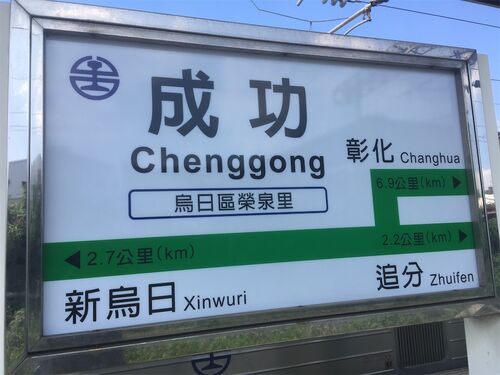 成功
Chenggong
烏日區榮泉里
彰化 Changhua
6.9公里(km)
2.7公里(km)
2.2公里(km)
新烏日 Xinwuri
追分 Zhuifen